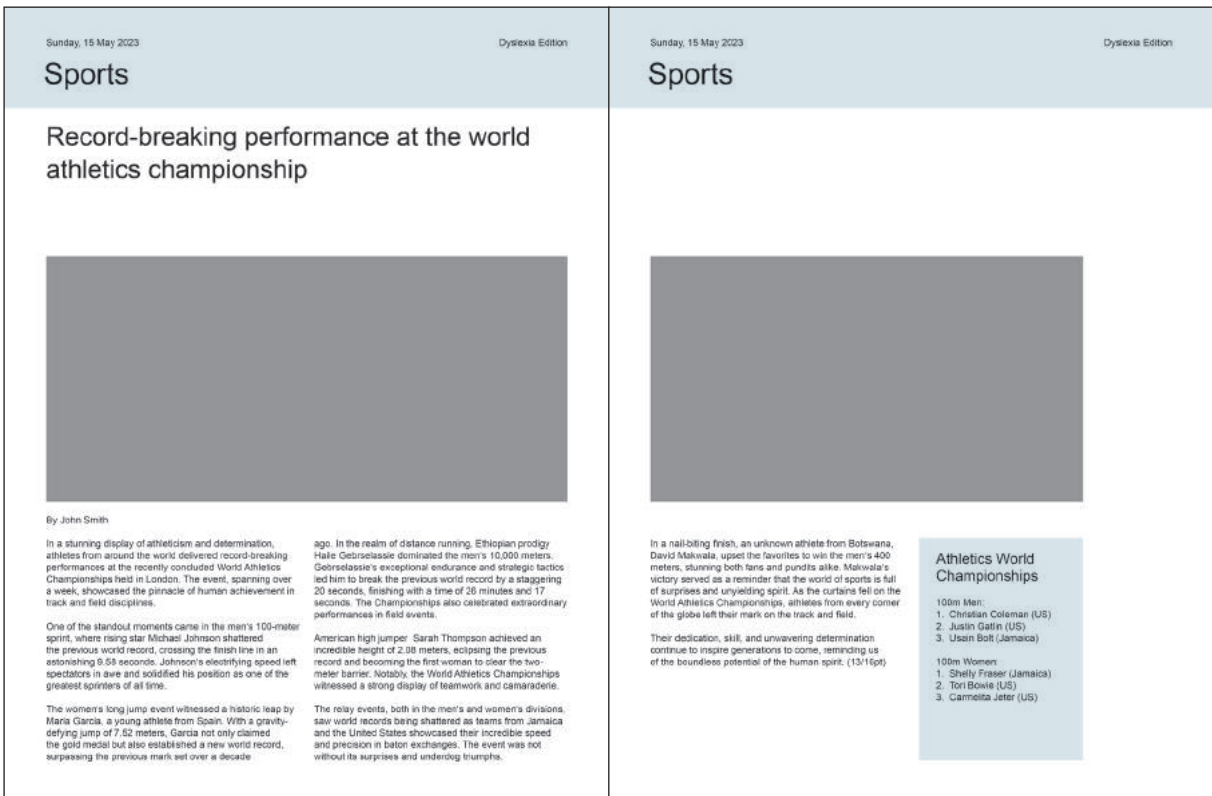 Sunday, 15 May 2023
Dyslexia Edition
Sports
Record-breaking performance at the world
athletics championship
By John Smith
In a stunning display of athleticism and determination,
athletes from around the world delivered record-breaking
performances at the recently concluded World Athletics
Championships held in London. The event, spanning over
a week, showcased the pinnacle of human achievement in
track and field disciplines.
One of the standout moments came in the men's 100-meter
sprint, where rising star Michael Johnson shattered
the previous world record, crossing the finish line in an
astonishing 9.58 seconds. Johnson's electrifying speed left
spectators in awe and solidified his position as one of the
greatest sprinters of all time.
The women's long jump event witnessed a historic leap by
Maria Garcia, a young athlete from Spain. With a gravity-
defying jump of 7.52 meters, Garcia not only claimed
the gold medal but also established a new world record,
surpassing the previous mark set over a decade
ago. In the realm of distance running, Ethiopian prodigy
Haile Gebrselassie dominated the men's 10,000 meters.
Gebrselassie's exceptional endurance and strategic tactics
led him to break the previous world record by a staggering
20 seconds, finishing with a time of 26 minutes and 17
seconds. The Championships also celebrated extraordinary
performances in field events.
American high jumper Sarah Thompson achieved an
incredible height of 2.08 meters, eclipsing the previous
record and becoming the first woman to clear the two-
meter barrier. Notably, the World Athletics Championships
witnessed a strong display of teamwork and camaraderie.
The relay events, both in the men's and women's divisions,
saw world records being shattered as teams from Jamaica
and the United States showcased their incredible speed
and precision in baton exchanges. The event was not
without its surprises and underdog triumphs.
Sunday, 15 May 2023
Dyslexia Edition
Sports
In a nail-biting finish, an unknown athlete from Botswana,
David Makwala, upset the favorites to win the men's 400
meters, stunning both fans and pundits alike. Makwala's
victory served as a reminder that the world of sports is full
of surprises and unyielding spirit. As the curtains fell on the
World Athletics Championships, athletes from every corner
of the globe left their mark on the track and field.
Their dedication, skill, and unwavering determination
continue to inspire generations to come, reminding us
of the boundless potential of the human spirit. (13/16pt)
Athletics World
Championships
100m Men:
1. Christian Coleman (US)
2. Justin Gatlin (US)
3. Usain Bolt (Jamaica)
100m Women:
1. Shelly Fraser (Jamaica)
2. Tori Bowie (US)
3. Carmelita Jeter (US)